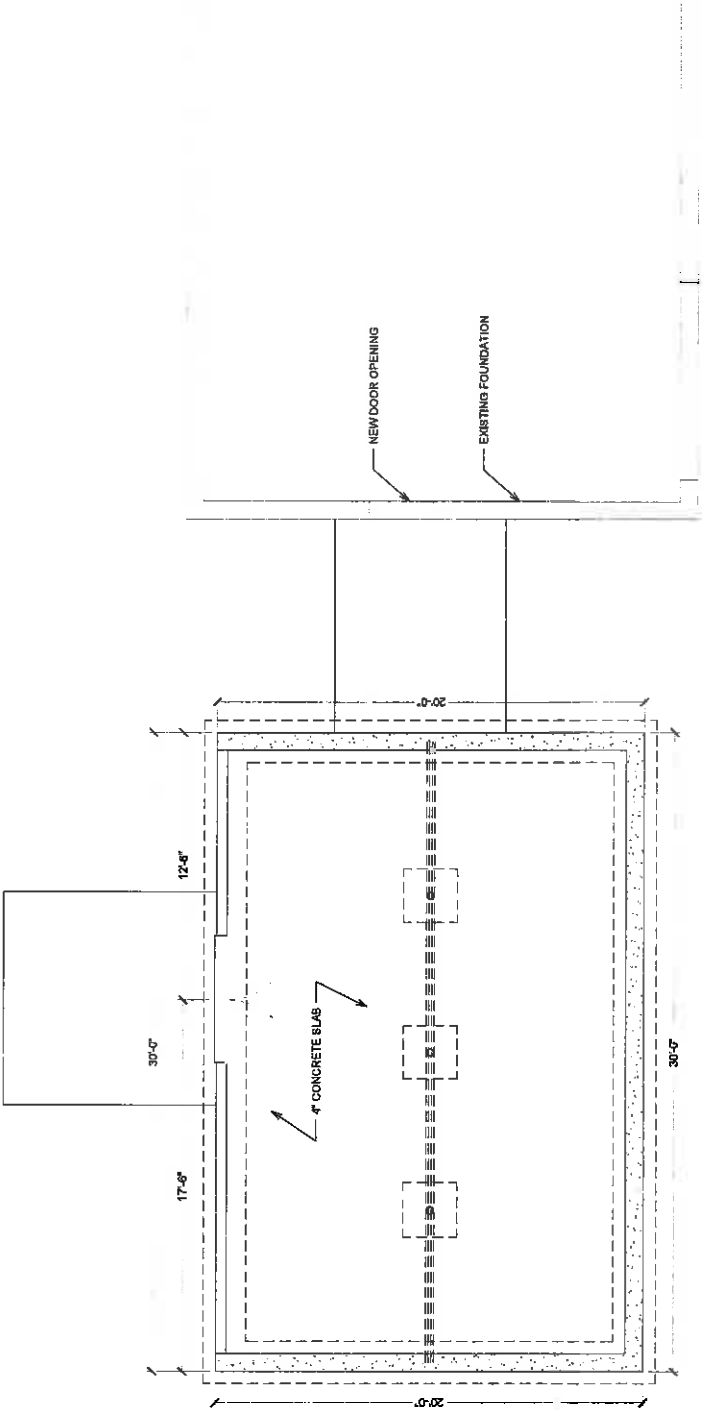 NEW DOOR OPENING
EXISTING FOUNDATION
20'-0"
12'-6"
30'-0"
4" CONCRETE SLAB
17'-6"
30'-0"
20'-0"